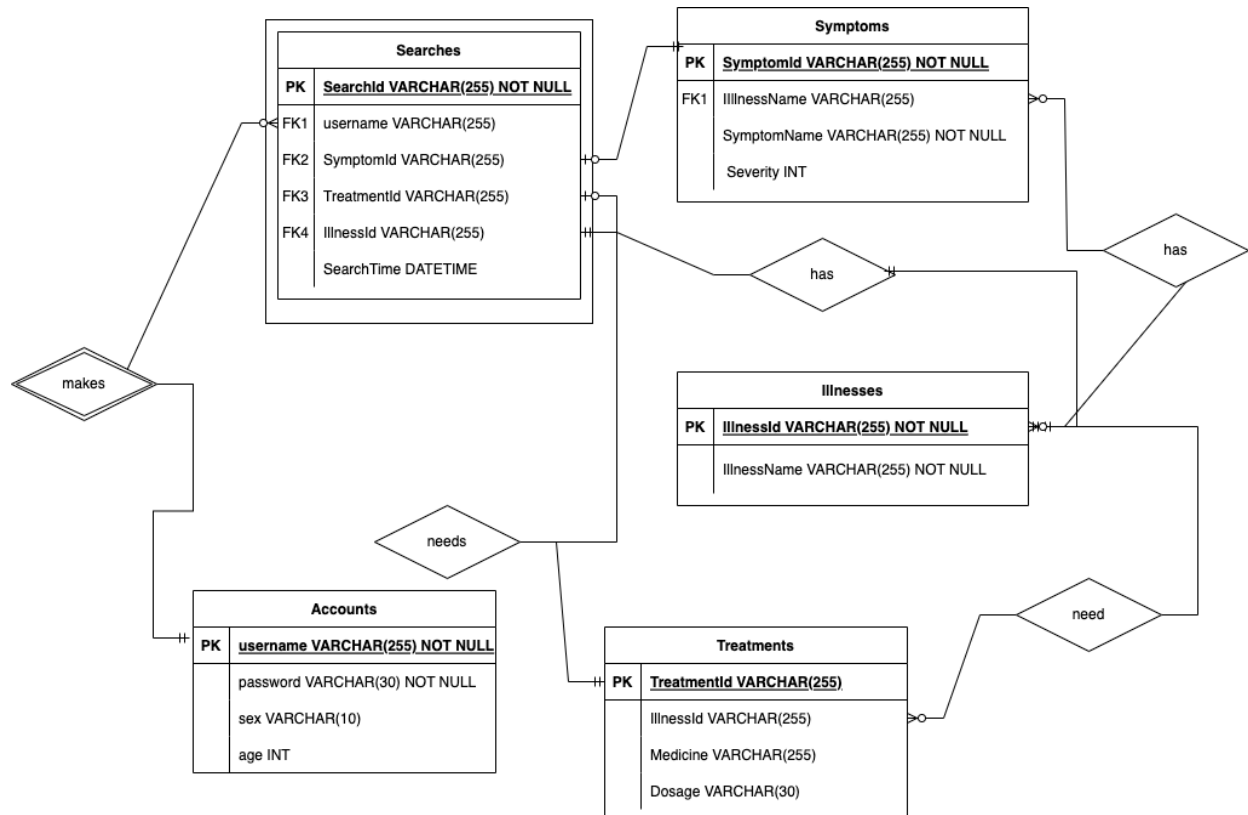 Searches
PK SearchId VARCHAR(255) NOT NULL
FK1 username VARCHAR(255)
FK2 SymptomId VARCHAR(255)
FK3 TreatmentId VARCHAR(255)
FK4 IllnessId VARCHAR(255)
SearchTime DATETIME
Symptoms
PK SymptomId VARCHAR(255) NOT NULL
FK1 IlllnessName VARCHAR(255)
SymptomName VARCHAR(255) NOT NULL
Severity INT
has
has
makes
Illnesses
PK IllnessId VARCHAR(255) NOT NULL
IllnessName VARCHAR(255) NOT NULL
needs
Accounts
PK username VARCHAR(255) NOT NULL
password VARCHAR(30) NOT NULL
sex VARCHAR(10)
age INT
need
Treatments
PK TreatmentId VARCHAR(255)
IllnessId VARCHAR(255)
Medicine VARCHAR(255)
Dosage VARCHAR(30)